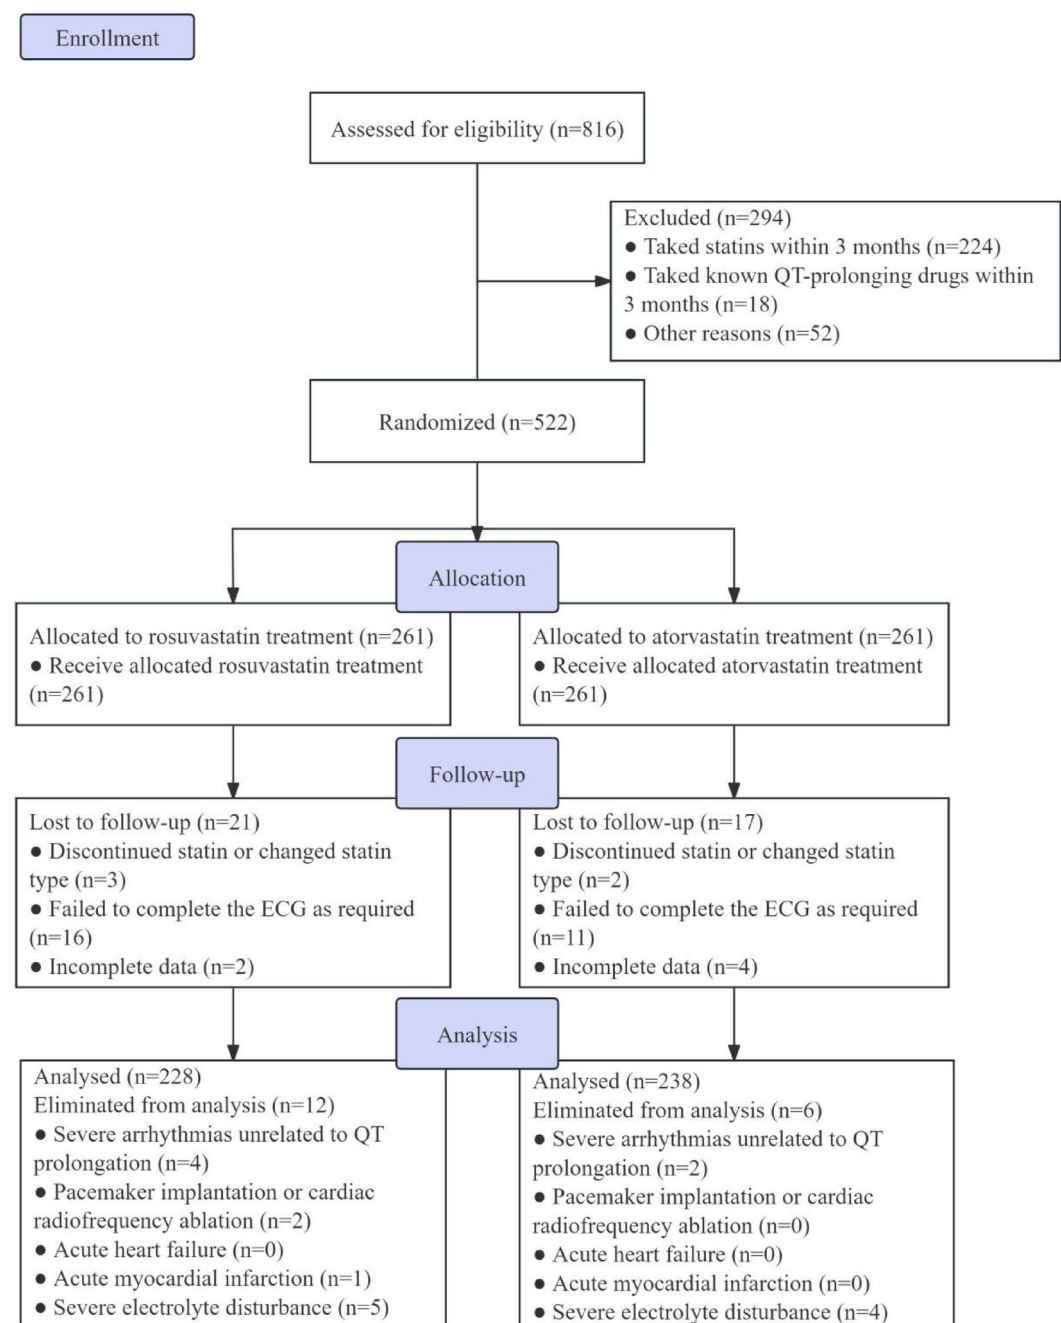 Enrollment
Assessed for eligibility (n=816)
Excluded (n=294)
● Taked statins within 3 months (n=224)
● Taked known QT-prolonging drugs within
3 months (n=18)
● Other reasons (n=52)
Randomized (n=522)
Allocation
Allocated to rosuvastatin treatment (n=261)
● Receive allocated rosuvastatin treatment
(n=261)
Allocated to atorvastatin treatment (n=261)
● Receive allocated atorvastatin treatment
(n=261)
Follow-up
Lost to follow-up (n=21)
● Discontinued statin or changed statin
type (n=3)
● Failed to complete the ECG as required
(n=16)
● Incomplete data (n=2)
Lost to follow-up (n=17)
● Discontinued statin or changed statin
type (n=2)
● Failed to complete the ECG as required
(n=11)
● Incomplete data (n=4)
Analysis
Analysed (n=228)
Eliminated from analysis (n=12)
● Severe arrhythmias unrelated to QT
prolongation (n=4)
● Pacemaker implantation or cardiac
radiofrequency ablation (n=2)
● Acute heart failure (n=0)
● Acute myocardial infarction (n=1)
● Severe electrolyte disturbance (n=5)
Analysed (n=238)
Eliminated from analysis (n=6)
● Severe arrhythmias unrelated to QT
prolongation (n=2)
● Pacemaker implantation or cardiac
radiofrequency ablation (n=0)
● Acute heart failure (n=0)
● Acute myocardial infarction (n=0)
● Severe electrolyte disturbance (n=4)